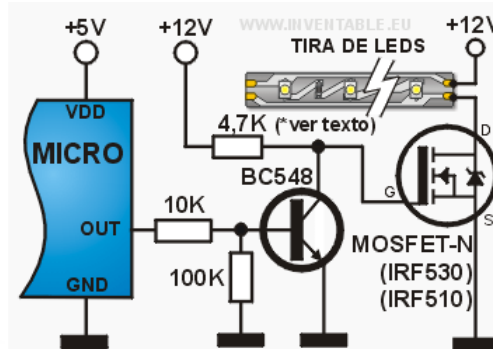 WWW.INVENTABLE.EU
+5V
+12V
+12V
TIRA DE LEDS
VDD
4,7K (*ver texto)
MICRO
BC548
D
G
10K
OUT
S
MOSFET-N
100K
(IRF530)
GND
(IRF510)